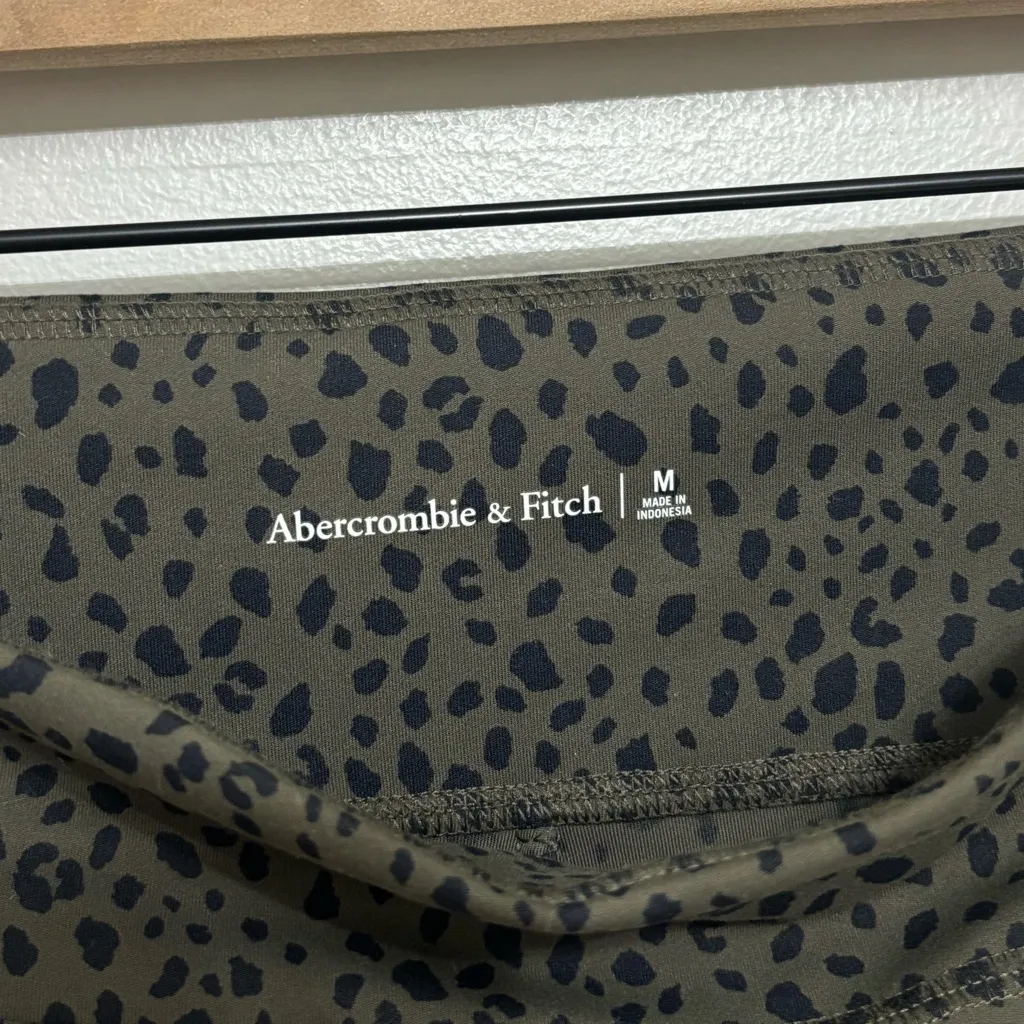 Abercrombie & Fitch | M
MADE IN
INDONESIA